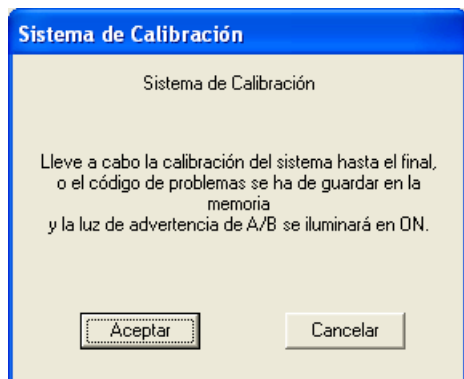 Sistema de Calibración
Sistema de Calibración
Lleve a cabo la calibración del sistema hasta el final,
o el código de problemas se ha de guardar en la
memoria
y la luz de advertencia de A/B se iluminará en ON.
Aceptar
Cancelar